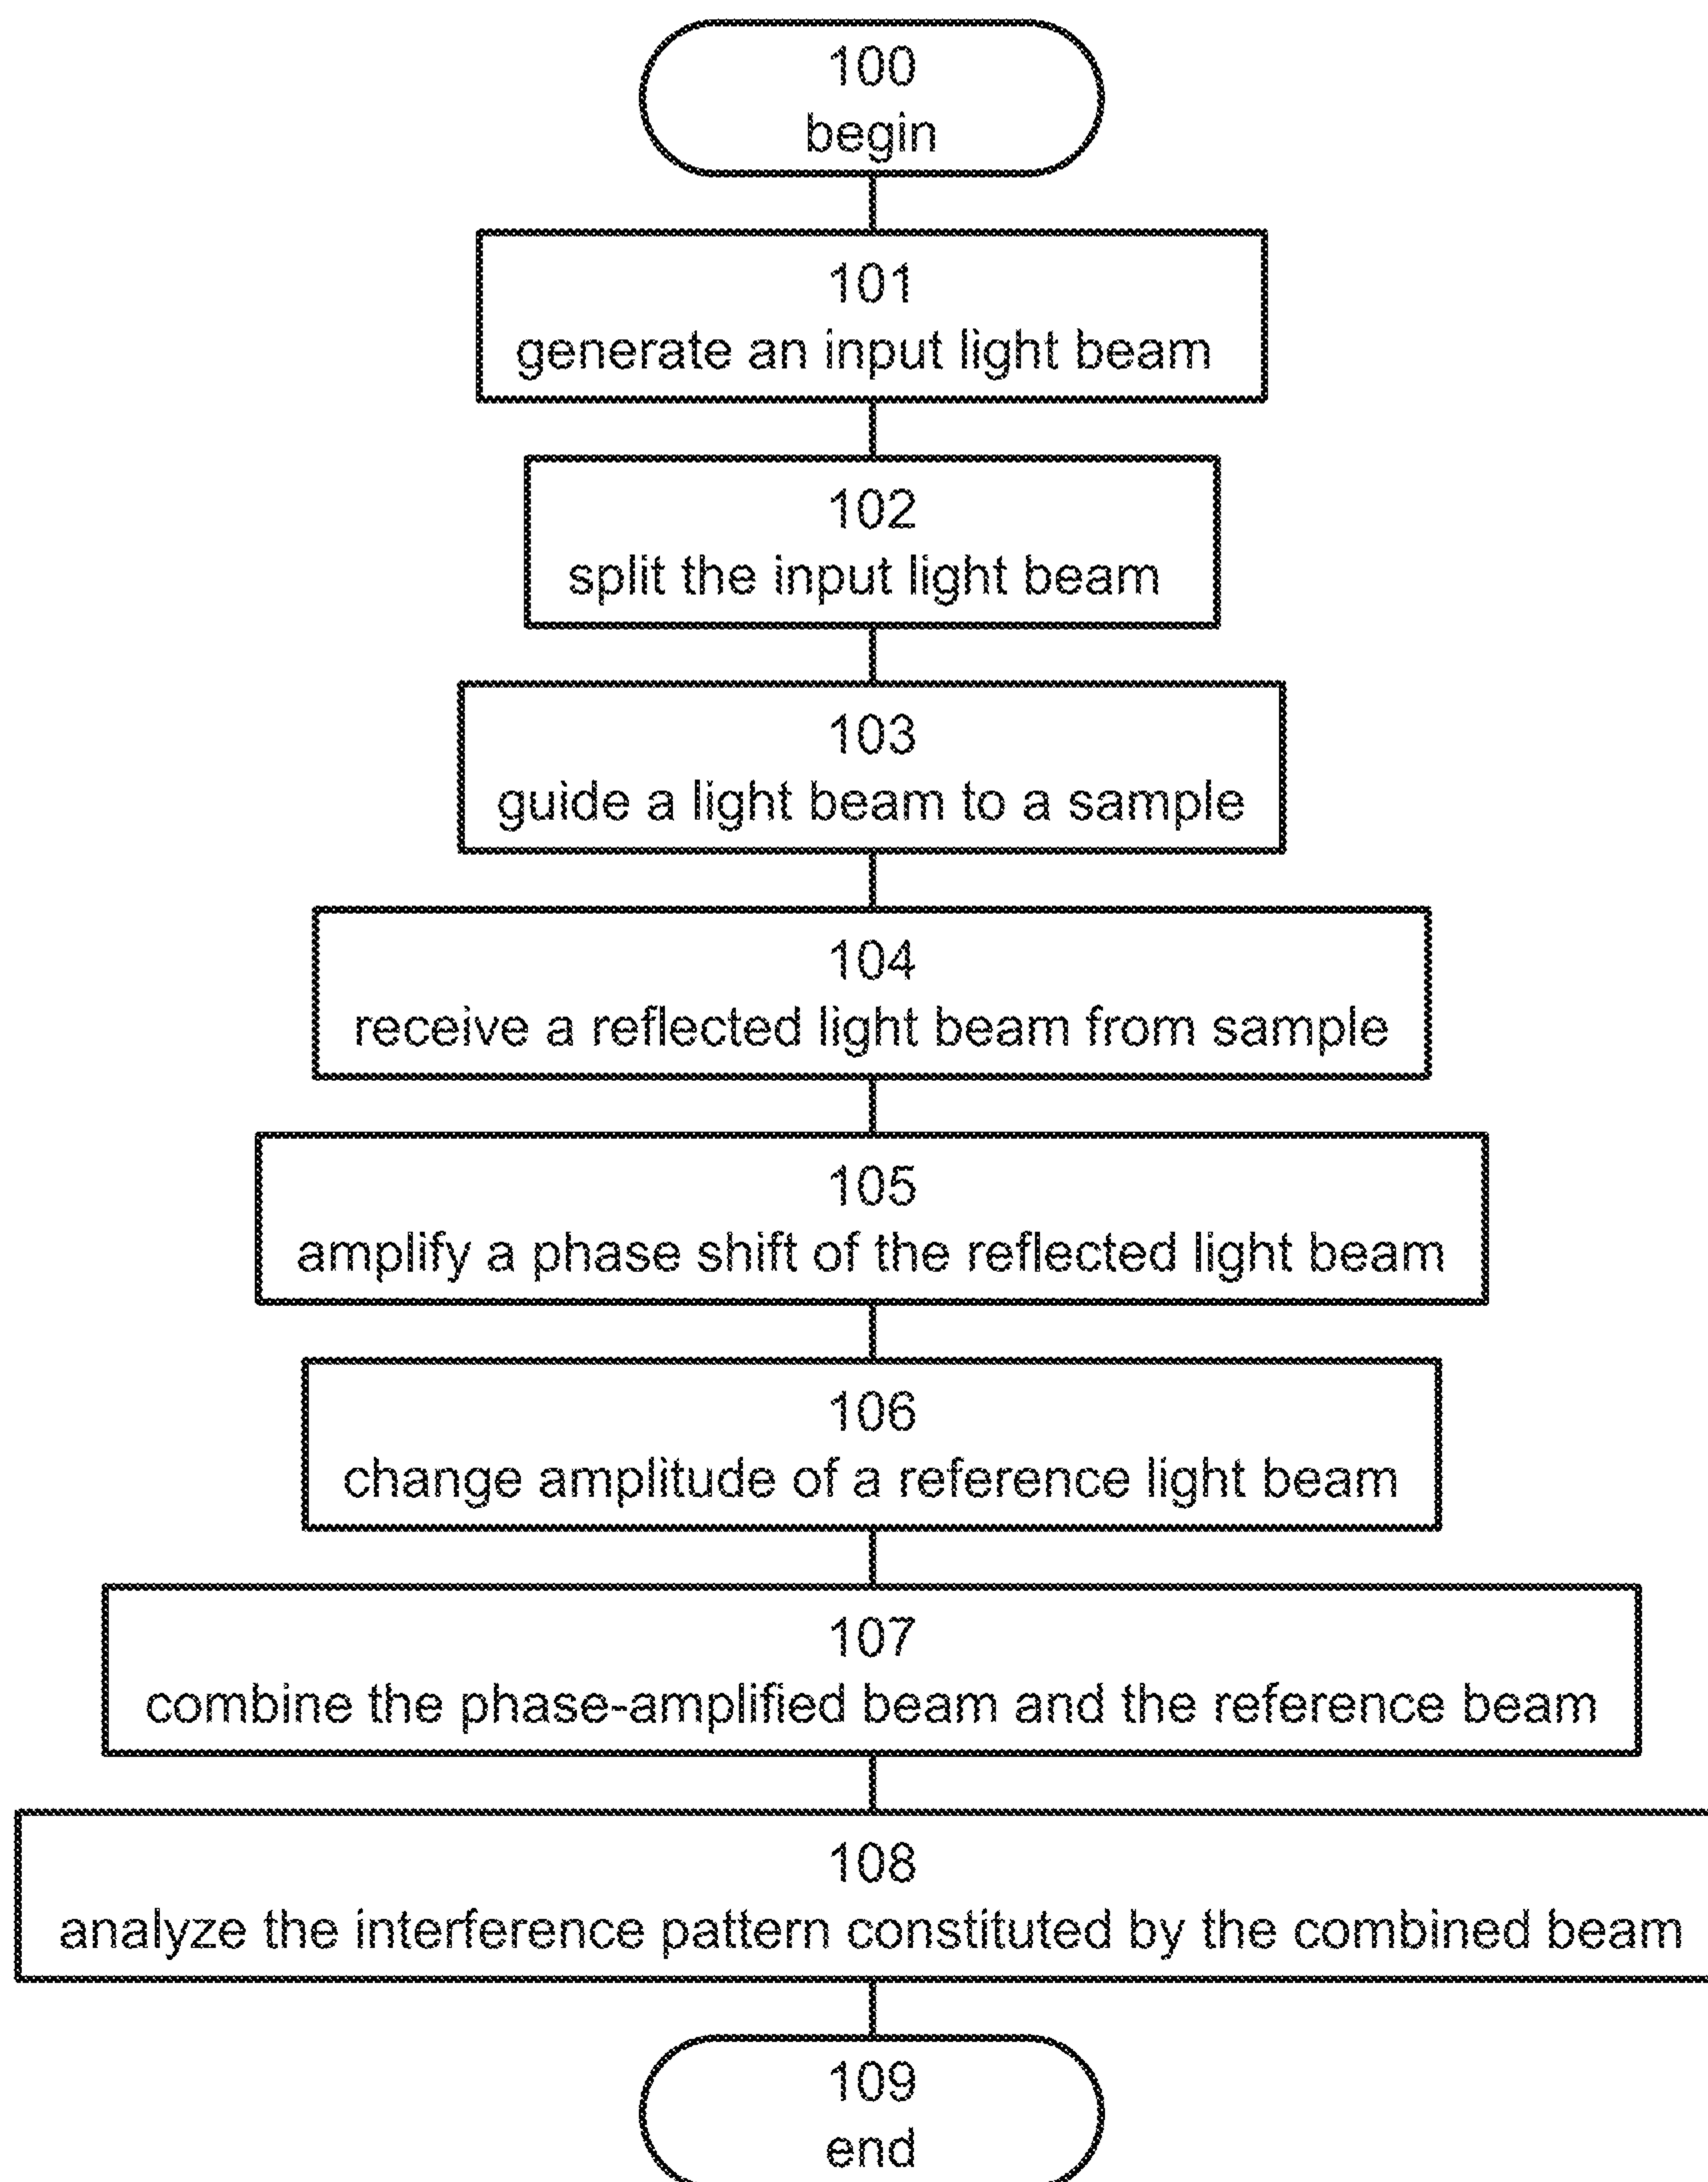 100
begin
101
generate an input light beam
102
split the input light beam
103
guide a light beam to a sample
104
receive a reflected light beam from sample
105
amplify a phase shift of the reflected light beam
106
change amplitude of a reference light beam
107
combine the phase-amplified beam and the reference beam
108
analyze the interference pattern constituted by the combined beam
109
end